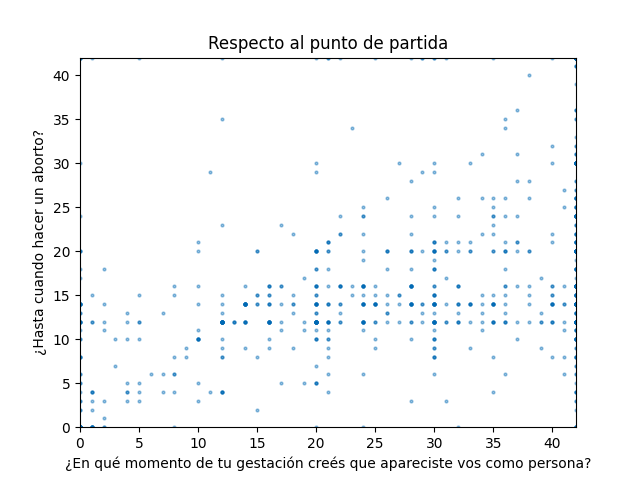 Respecto al punto de partida
¿Hasta cuando hacer un aborto?
40
35
30
25
20
15
10
5
0
0 5 10 15 20 25 30 35 40
¿En qué momento de tu gestación creés que apareciste vos como persona?